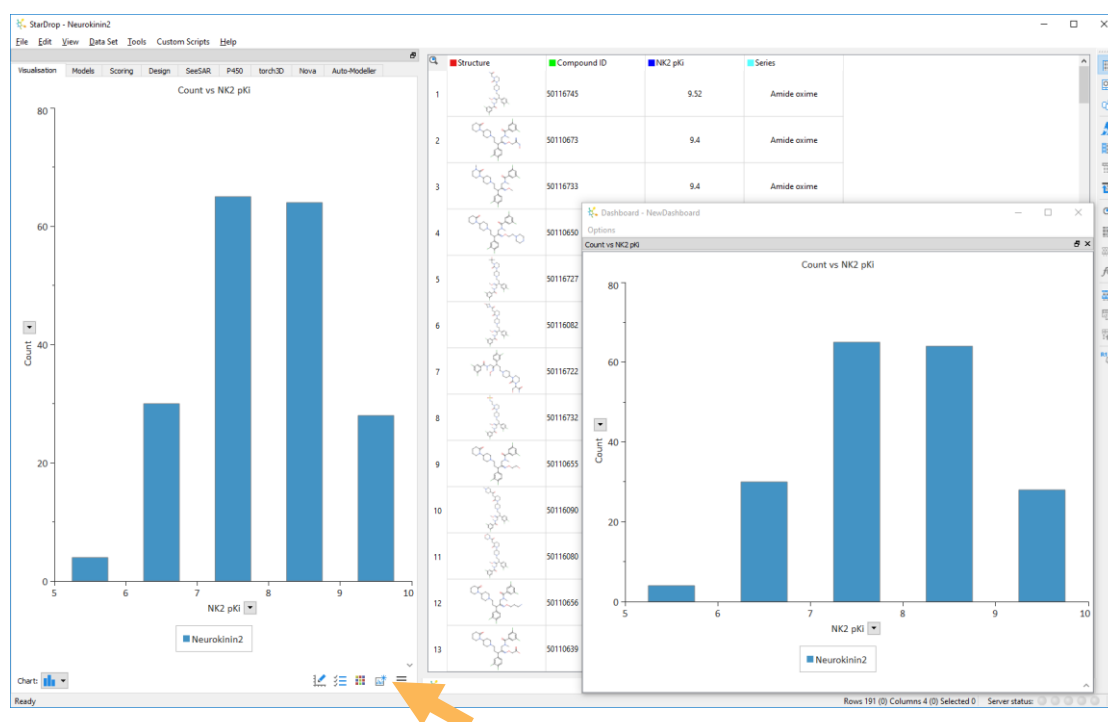 StarDrop - Neurokinin2
File Edit View Data Set Tools Custom Scripts Help
Visualisation Models Scoring Design SeeSAR P450 torch3D Nova Auto-Modeller
Count vs NK2 pKi
80
60
40
20
0
Count
5 6 7 8 9 10
NK2 pKi
Neurokinin2
Chart:
Ready
Structure Compound ID NK2 pKi Series
1 50116745 9.52 Amide oxime
2 50110673 9.4 Amide oxime
3 50116733 9.4 Amide oxime
4 50110650
5 50116727
6 50116082
7 50116722
8 50116732
9 50110655
10 50116090
11 50116080
12 50110656
13 50110639
Dashboard - NewDashboard
Options
Count vs NK2 pKi
Count vs NK2 pKi
80
60
40
20
0
Count
5 6 7 8 9 10
NK2 pKi
Neurokinin2
Rows 191 (0) Columns 4 (0) Selected 0 Server status: